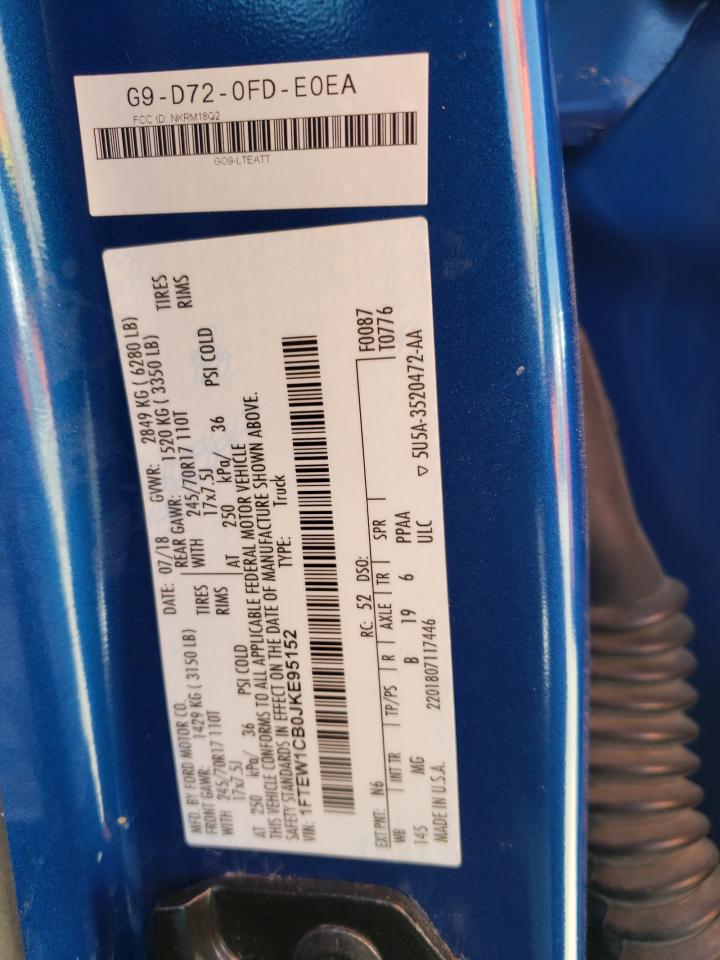 G9-D72-0FD-E0EA
FCC ID: NKRM18Q2
GO9-LTEATT
MFD. BY FORD MOTOR CO. DATE: 07/18 GVWR: 2849 KG ( 6280 LB)
FRONT GAWR: 1429 KG ( 3150 LB) REAR GAWR: 1520 KG ( 3350 LB)
WITH 245/70R17 110T TIRES WITH 245/70R17 110T TIRES
17x7.5J RIMS 17x7.5J RIMS
AT 250 kPa/ 36 PSI COLD AT 250 kPa/ 36 PSI COLD
THIS VEHICLE CONFORMS TO ALL APPLICABLE FEDERAL MOTOR VEHICLE
SAFETY STANDARDS IN EFFECT ON THE DATE OF MANUFACTURE SHOWN ABOVE.
VIN: 1FTEW1CB0JKE95152 TYPE: Truck
F0087
EXT PNT: N6 RC: 52 DSO: T0776
WB INT TR TP/PS R AXLE TR SPR
145 MG B 19 6 PPAA
MADE IN U.S.A. 2201807117446 ULC ▽ 5U5A-3520472-AA